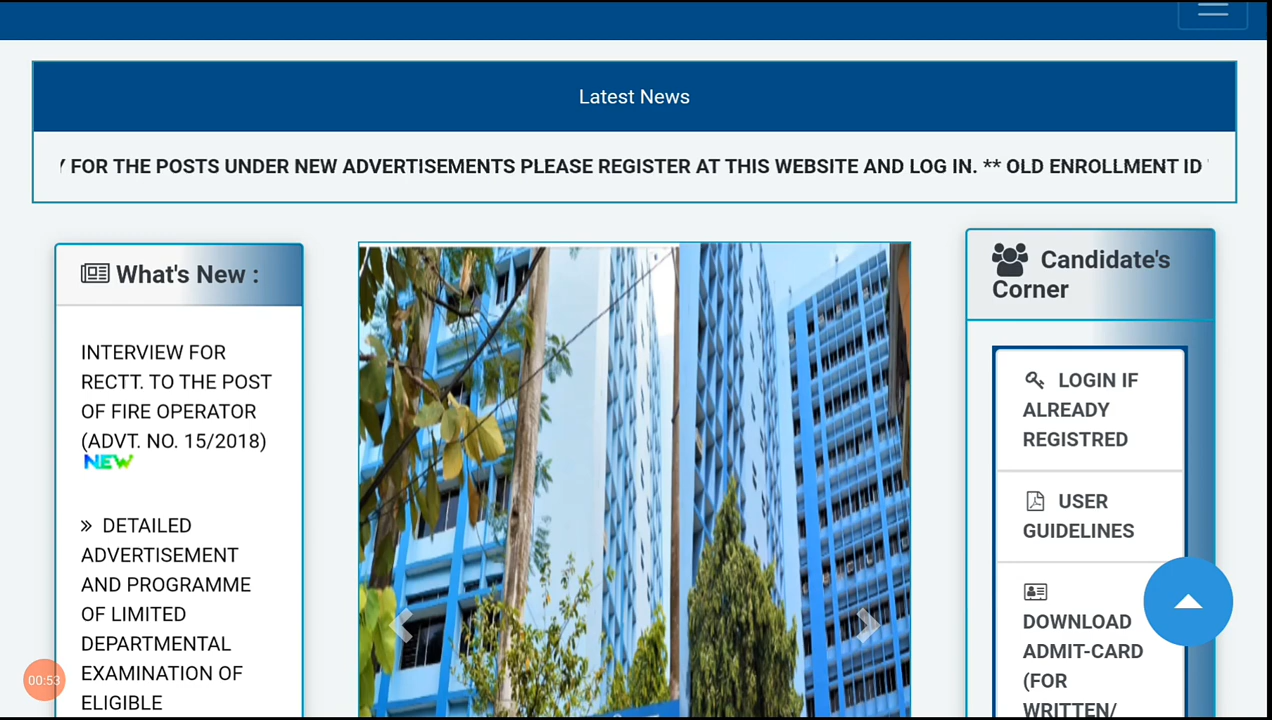 Latest News
FOR THE POSTS UNDER NEW ADVERTISEMENTS PLEASE REGISTER AT THIS WEBSITE AND LOG IN. ** OLD ENROLLMENT ID
What's New :
INTERVIEW FOR
RECTT. TO THE POST
OF FIRE OPERATOR
(ADVT. NO. 15/2018)
NEW
» DETAILED
ADVERTISEMENT
AND PROGRAMME
OF LIMITED
DEPARTMENTAL
EXAMINATION OF
ELIGIBLE
Candidate's
Corner
LOGIN IF
ALREADY
REGISTRED
USER
GUIDELINES
DOWNLOAD
ADMIT-CARD
(FOR
WRITTEN/
00:53